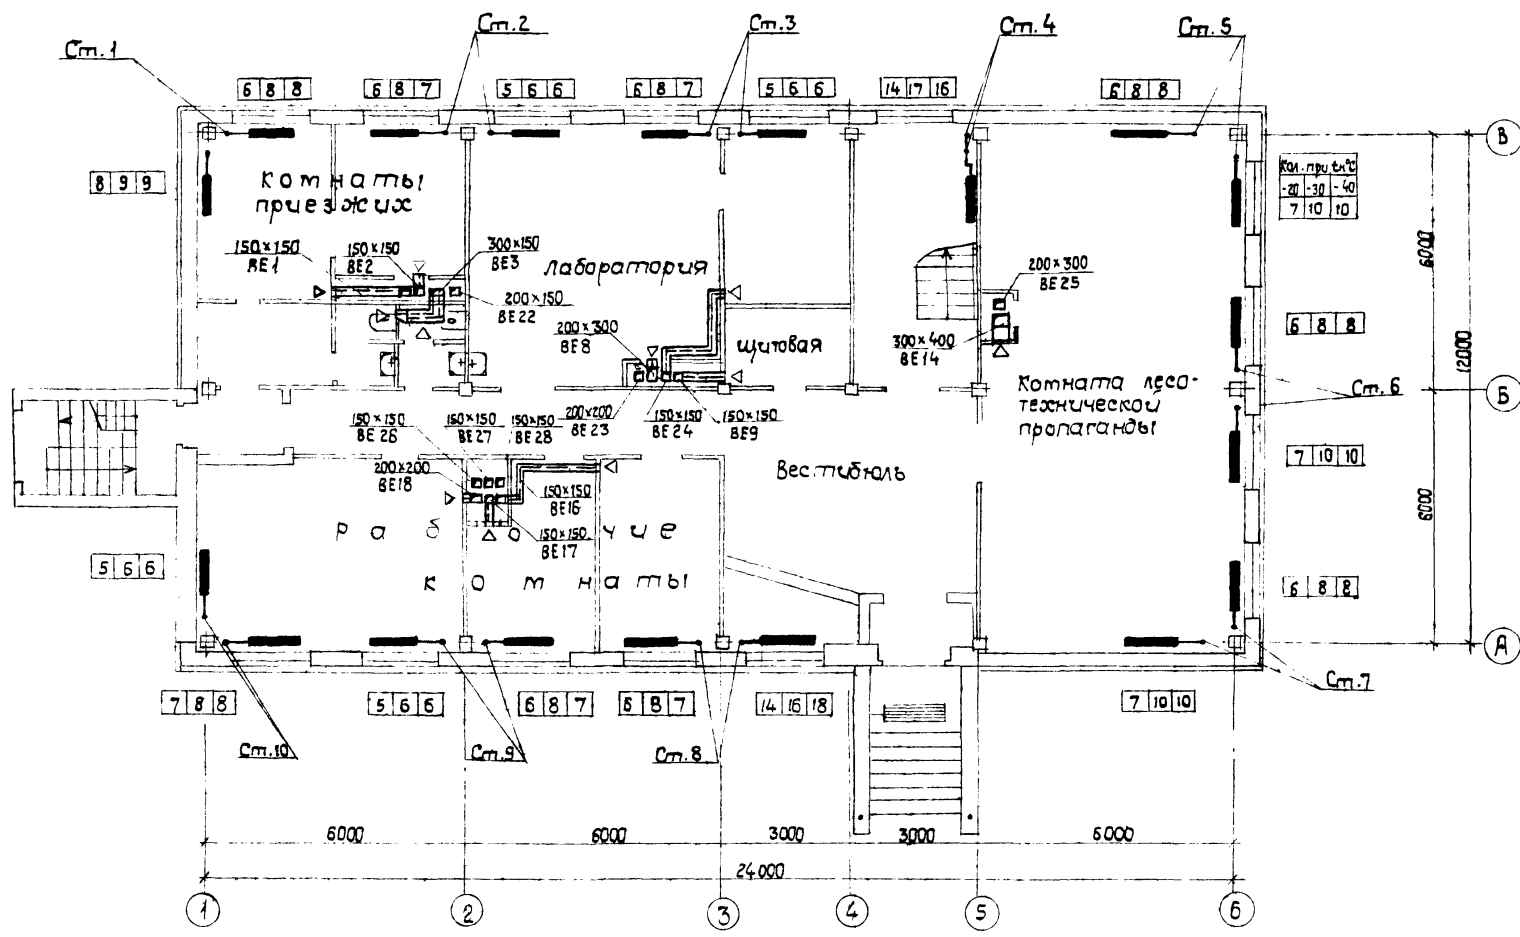 Ст.1
Ст.2
Ст.3
Ст.4
Ст.5
6 8 8
6 8 7
5 6 6
6 8 7
5 6 6
14 17 16
6 8 8
В
Кол. при tн°C
-20 -30 -40
7 10 10
8 9 9
комнаты
приезжих
150×150
ВЕ1
150×150
ВЕ2
300×150
ВЕ3
лаборатория
200×150
ВЕ22
200×300
ВЕ8
щитовая
200×300
ВЕ25
300×400
ВЕ14
6000
12000
6 8 8
Комната лесо-
технической
пропаганды
Ст.6
Б
150×150
ВЕ26
150×150
ВЕ27
150×150
ВЕ28
200×200
ВЕ23
150×150
ВЕ24
150×150
ВЕ9
200×200
ВЕ18
Вестибюль
7 10 10
150×150
ВЕ16
6000
рабочие
150×150
ВЕ17
комнаты
5 6 6
6 8 8
А
Ст.7
7 8 8
5 6 6
6 8 7
6 8 7
14 16 18
7 10 10
Ст.10
Ст.9
Ст.8
6000
6000
3000
3000
6000
24000
1
2
3
4
5
6